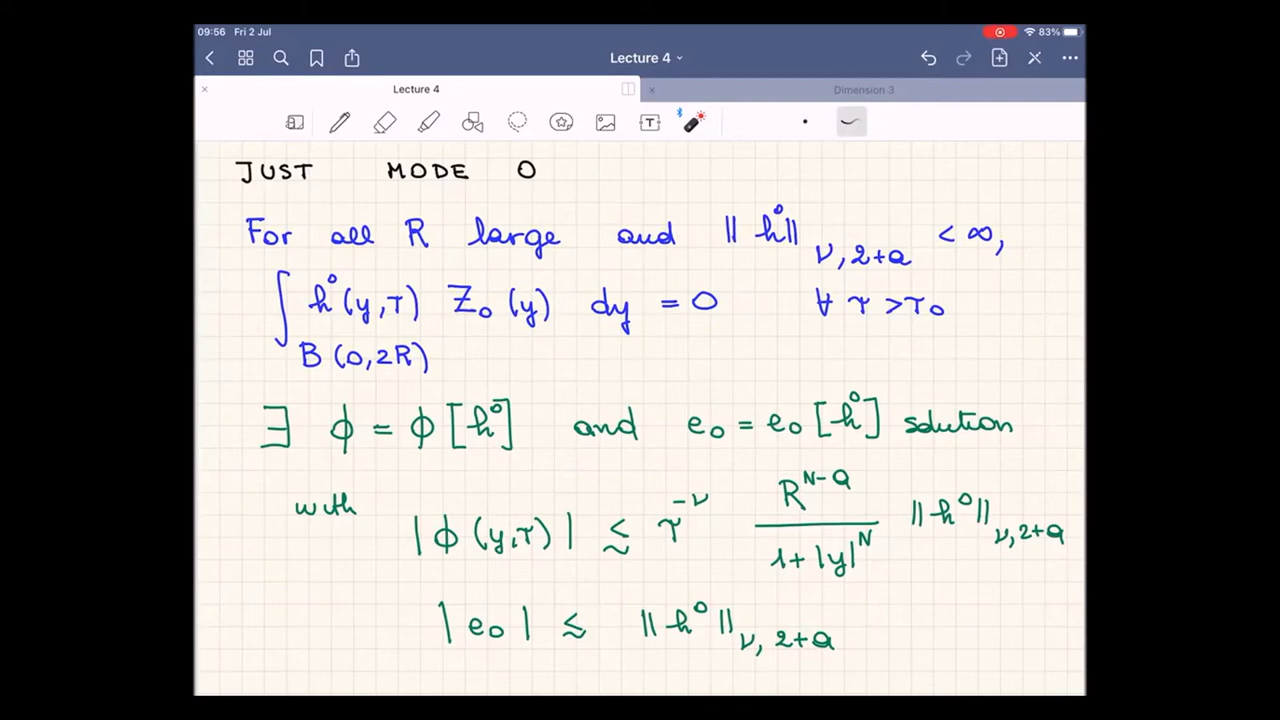 09:56 Fri 2 Jul 83%
Lecture 4
Lecture 4 Dimension 3
JUST MODE 0
For all R large and ‖ h⁰ ‖_{ν, 2+a} < ∞,
∫_{B(0,2R)} h⁰(y,τ) Z₀(y) dy = 0 ∀ τ > τ₀
∃ ϕ = ϕ[h⁰] and e₀ = e₀[h⁰] solution
with |ϕ(y,τ)| ≲ τ^{-ν} R^{N-a} / (1+|y|^N) ‖h⁰‖_{ν, 2+a}
|e₀| ≲ ‖h⁰‖_{ν, 2+a}